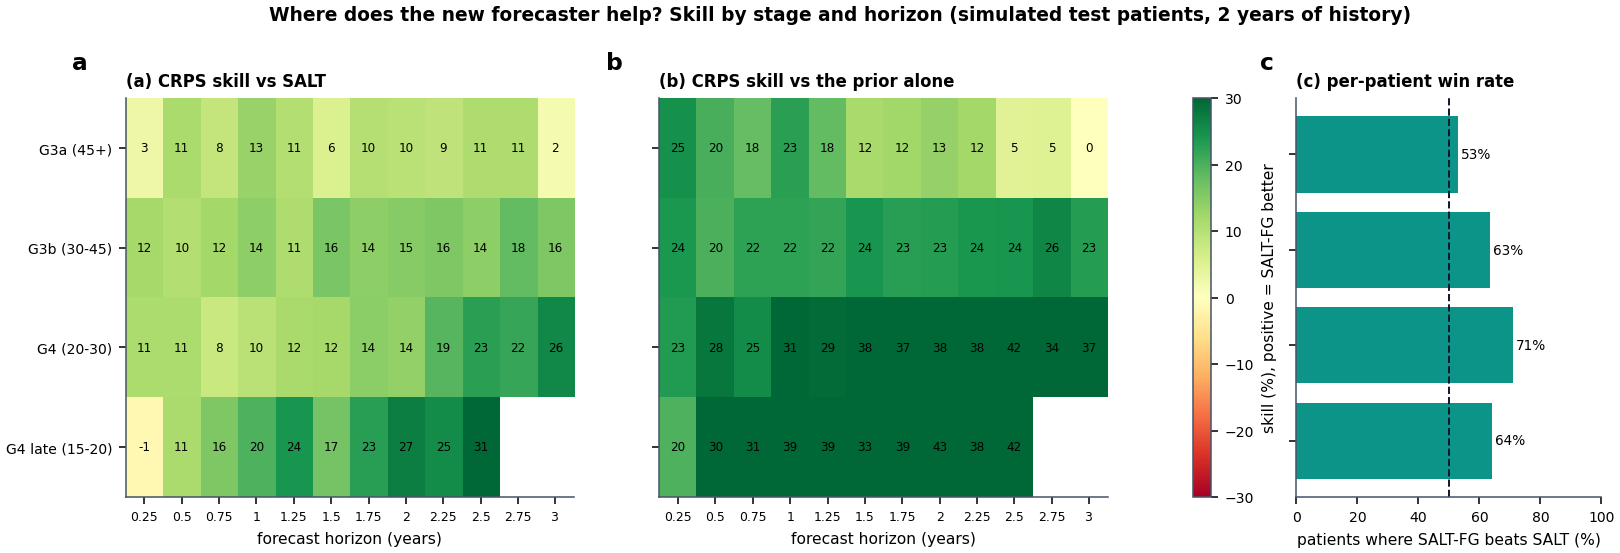 Where does the new forecaster help? Skill by stage and horizon (simulated test patients, 2 years of history)
a
(a) CRPS skill vs SALT
G3a (45+)
3 11 8 13 11 6 10 10 9 11 11 2
G3b (30-45)
12 10 12 14 11 16 14 15 16 14 18 16
G4 (20-30)
11 11 8 10 12 12 14 14 19 23 22 26
G4 late (15-20)
-1 11 16 20 24 17 23 27 25 31
0.25 0.5 0.75 1 1.25 1.5 1.75 2 2.25 2.5 2.75 3
forecast horizon (years)
b
(b) CRPS skill vs the prior alone
25 20 18 23 18 12 12 13 12 5 5 0
24 20 22 22 22 24 23 23 24 24 26 23
23 28 25 31 29 38 37 38 38 42 34 37
20 30 31 39 39 33 39 43 38 42
0.25 0.5 0.75 1 1.25 1.5 1.75 2 2.25 2.5 2.75 3
forecast horizon (years)
30
20
10
0
−10
−20
−30
skill (%), positive = SALT-FG better
c
(c) per-patient win rate
53%
63%
71%
64%
0 20 40 60 80 100
patients where SALT-FG beats SALT (%)